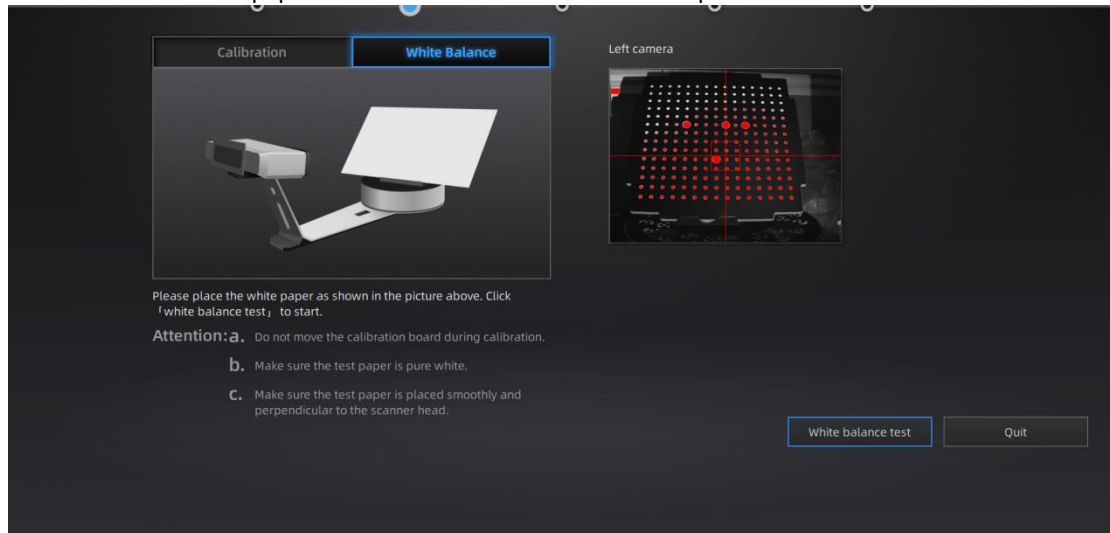 Calibration
White Balance
Left camera
Please place the white paper as shown in the picture above. Click
「white balance test」 to start.
Attention:a. Do not move the calibration board during calibration.
b. Make sure the test paper is pure white.
c. Make sure the test paper is placed smoothly and
perpendicular to the scanner head.
White balance test
Quit